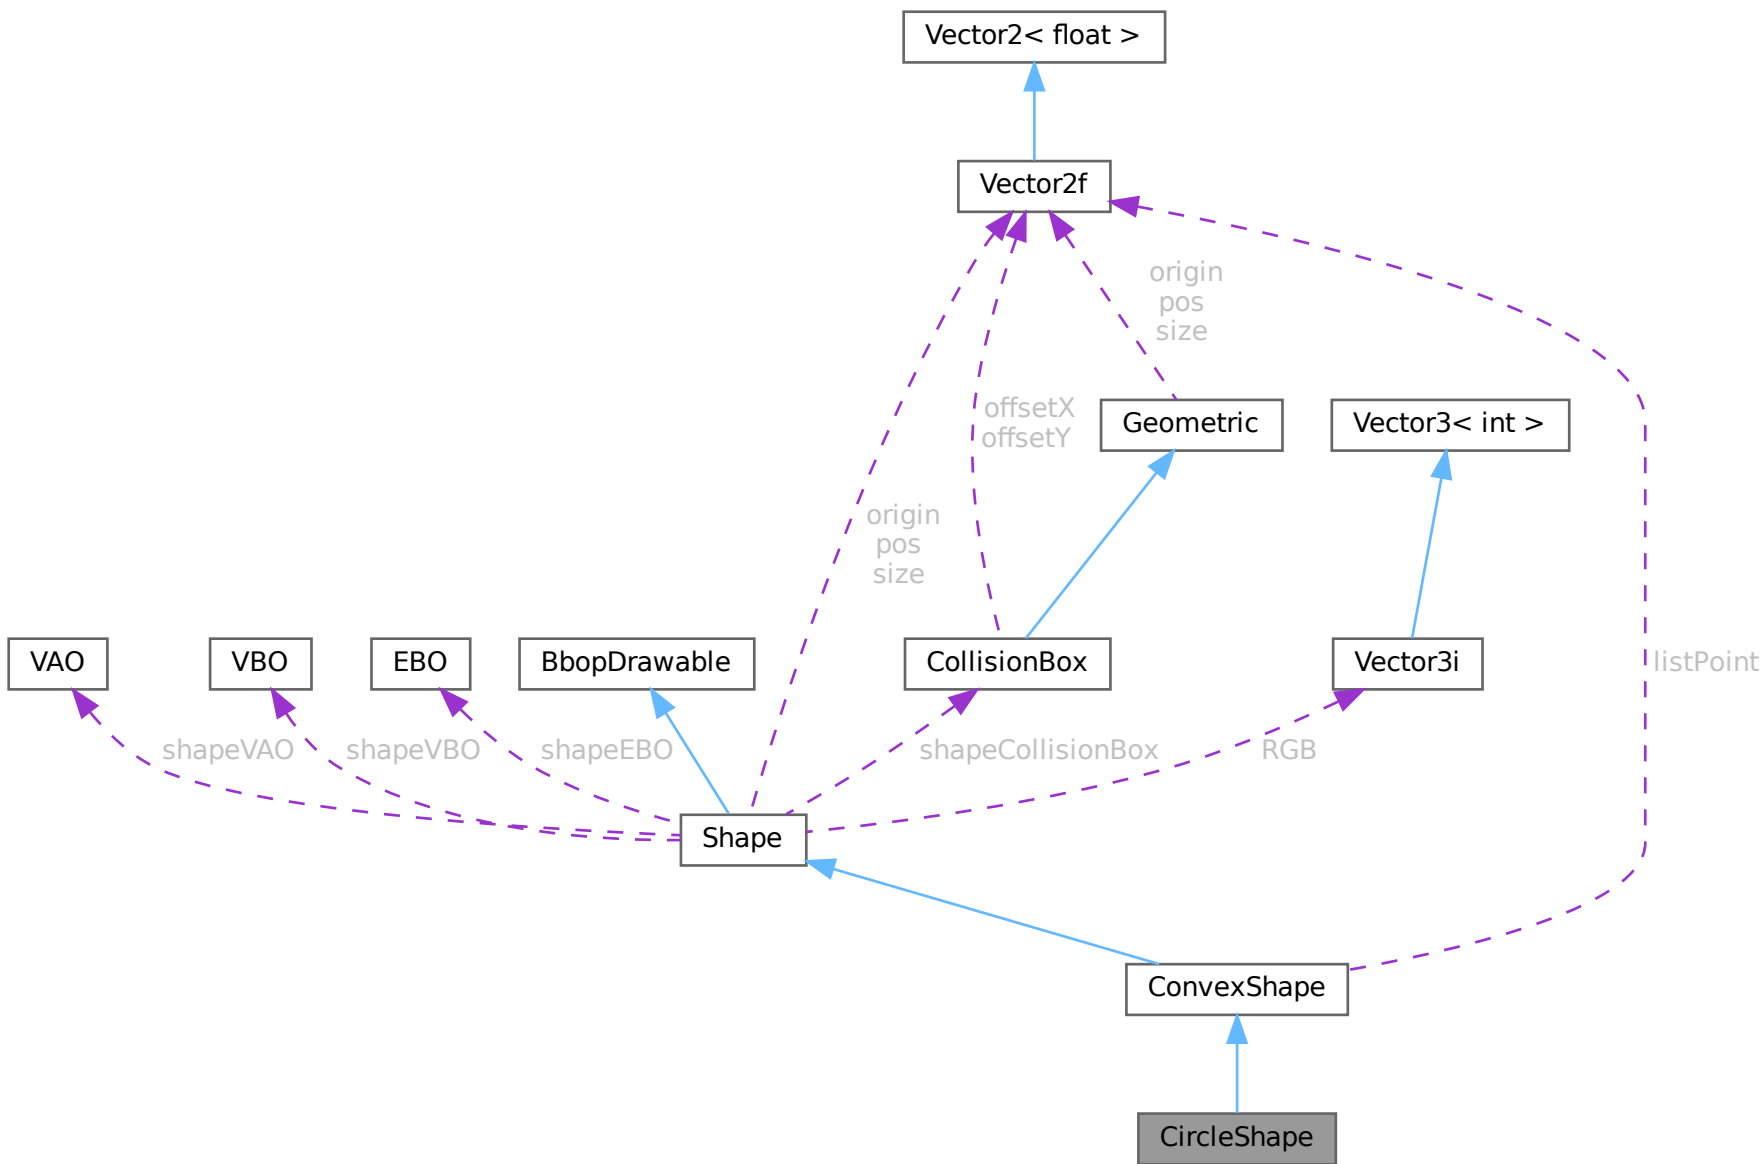 Vector2< float >
Vector2f
origin
pos
size
offsetX
offsetY
Geometric
Vector3< int >
origin
pos
size
VAO
VBO
EBO
BbopDrawable
CollisionBox
Vector3i
listPoint
shapeVAO
shapeVBO
shapeEBO
shapeCollisionBox
RGB
Shape
ConvexShape
CircleShape